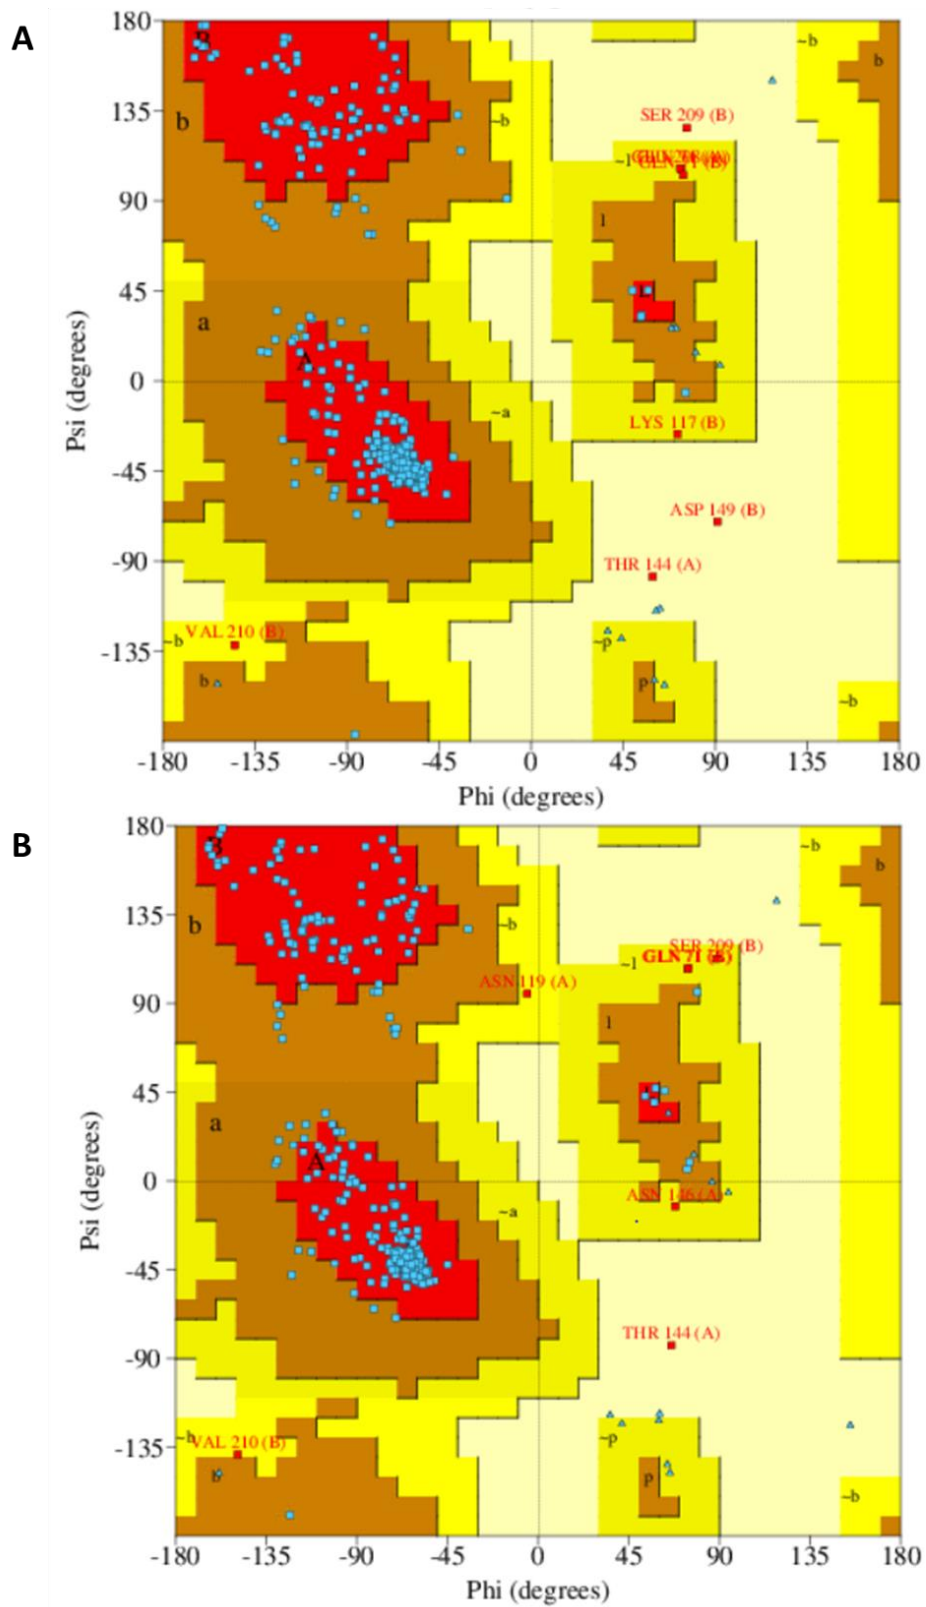 A
180
B
~b
b
135
SER 209 (B)
b
~b
~l
GLN 71 (B)
90
l
45
a
A
0
~a
LYS 117 (B)
-45
ASP 149 (B)
-90
THR 144 (A)
~b
VAL 210 (B)
~p
-135
b
p
~b
-180
-135
-90
-45
0
45
90
135
180
Psi (degrees)
Phi (degrees)
B
180
B
~b
b
135
b
~b
SER 209 (B)
~l
GLN 71 (B)
ASN 119 (A)
90
l
45
a
A
0
ASN 146 (A)
~a
-45
THR 144 (A)
-90
~b
VAL 210 (B)
~p
-135
b
p
~b
-180
-135
-90
-45
0
45
90
135
180
Psi (degrees)
Phi (degrees)